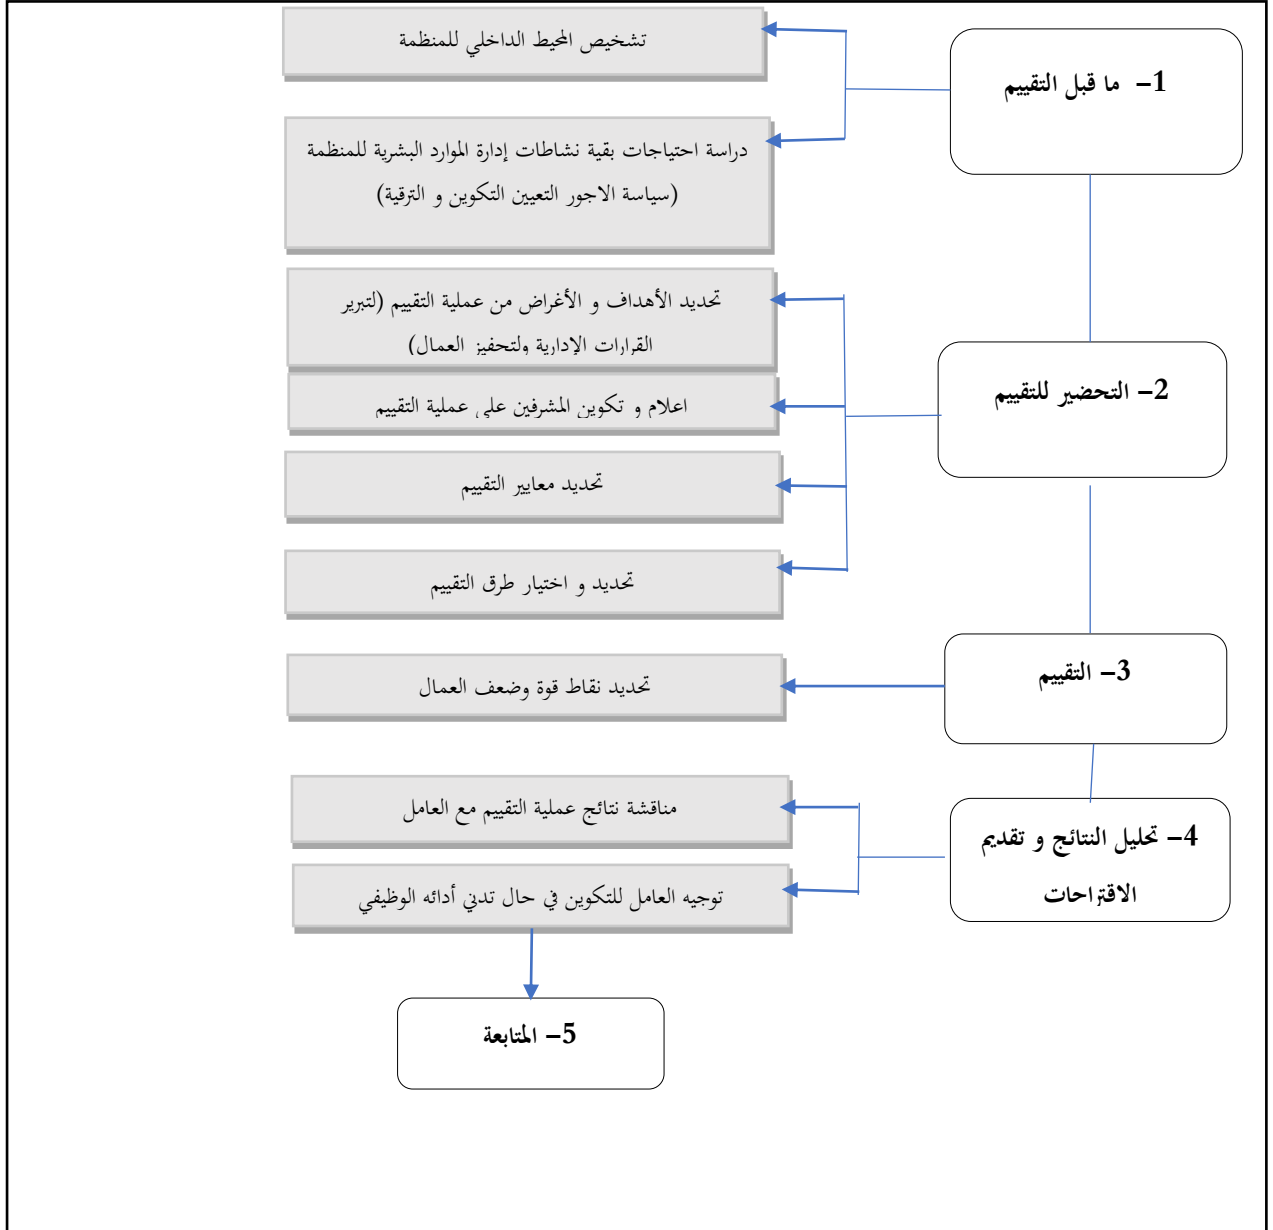 1– ما قبل التقييم
تشخيص المحيط الداخلي للمنظمة
دراسة احتياجات بقية نشاطات إدارة الموارد البشرية للمنظمة
(سياسة الاجور التعيين التكوين و الترقية)
2– التحضير للتقييم
تحديد الأهداف و الأغراض من عملية التقييم (لتبرير
القرارات الإدارية ولتحفيز العمال)
اعلام و تكوين المشرفين على عملية التقييم
تحديد معايير التقييم
تحديد و اختيار طرق التقييم
3– التقييم
تحديد نقاط قوة وضعف العمال
4– تحليل النتائج و تقديم
الاقتراحات
مناقشة نتائج عملية التقييم مع العامل
توجيه العامل للتكوين في حال تدني أدائه الوظيفي
5– المتابعة